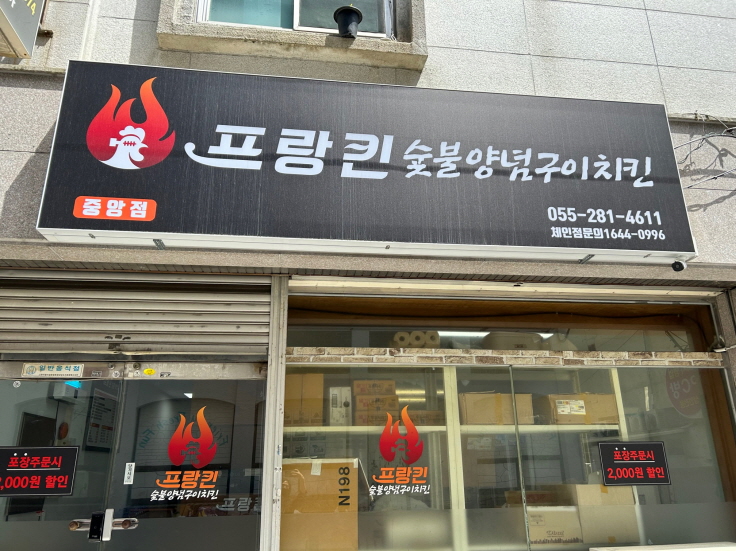 프랑킨 숯불양념구이치킨
중앙점
055-281-4611
체인점문의1644-0996
일반음식점
프랑킨
숯불양념구이치킨
프랑킨
숯불양념구이치킨
포장주문시
2,000원 할인
포장주문시
2,000원 할인
N198